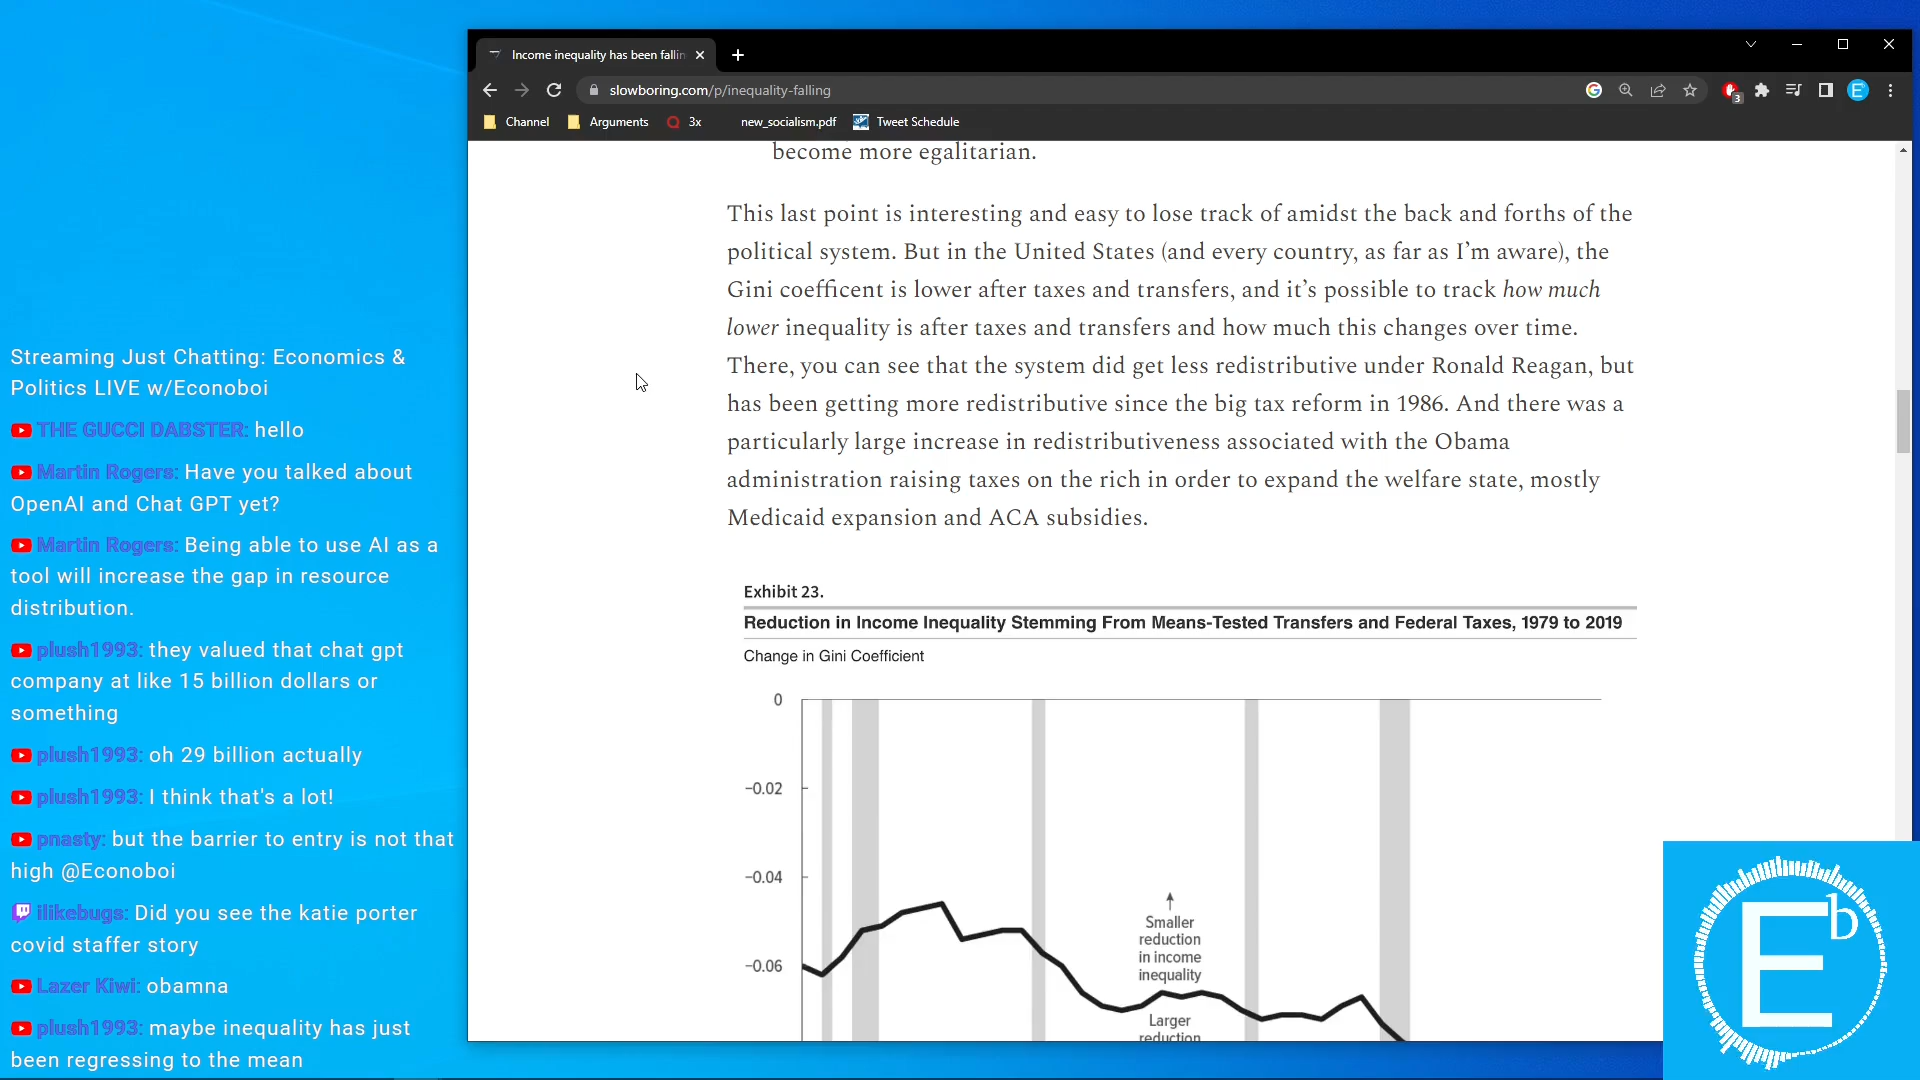 Income inequality has been fallin
slowboring.com/p/inequality-falling
3
E
Channel
Arguments
3x
new_socialism.pdf
Tweet Schedule
become more egalitarian.
This last point is interesting and easy to lose track of amidst the back and forths of the
political system. But in the United States (and every country, as far as I'm aware), the
Gini coefficent is lower after taxes and transfers, and it's possible to track how much
lower inequality is after taxes and transfers and how much this changes over time.
There, you can see that the system did get less redistributive under Ronald Reagan, but
has been getting more redistributive since the big tax reform in 1986. And there was a
particularly large increase in redistributiveness associated with the Obama
administration raising taxes on the rich in order to expand the welfare state, mostly
Medicaid expansion and ACA subsidies.
Exhibit 23.
Reduction in Income Inequality Stemming From Means-Tested Transfers and Federal Taxes, 1979 to 2019
Change in Gini Coefficient
0
−0.02
−0.04
−0.06
Smaller
reduction
in income
inequality
Larger
reduction
Streaming Just Chatting: Economics &
Politics LIVE w/Econoboi
THE GUCCI DABSTER: hello
Martin Rogers: Have you talked about
OpenAI and Chat GPT yet?
Martin Rogers: Being able to use AI as a
tool will increase the gap in resource
distribution.
plush1993: they valued that chat gpt
company at like 15 billion dollars or
something
plush1993: oh 29 billion actually
plush1993: I think that's a lot!
pnasty: but the barrier to entry is not that
high @Econoboi
ilikebugs: Did you see the katie porter
covid staffer story
Lazer Kiwi: obamna
plush1993: maybe inequality has just
been regressing to the mean
Eb